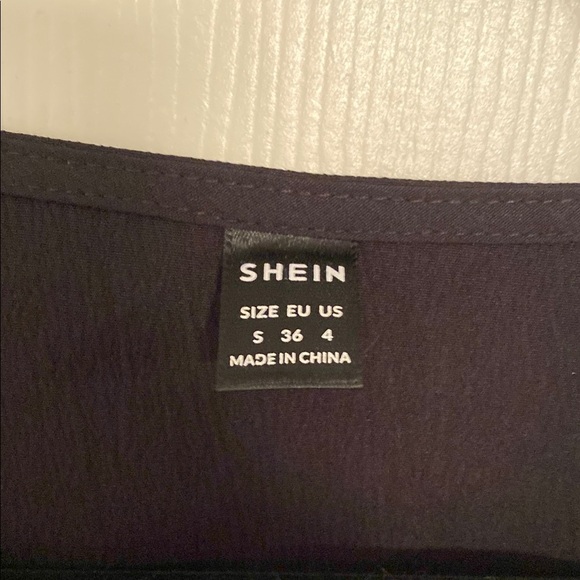 SHEIN
SIZE EU US
S 36 4
MADE IN CHINA